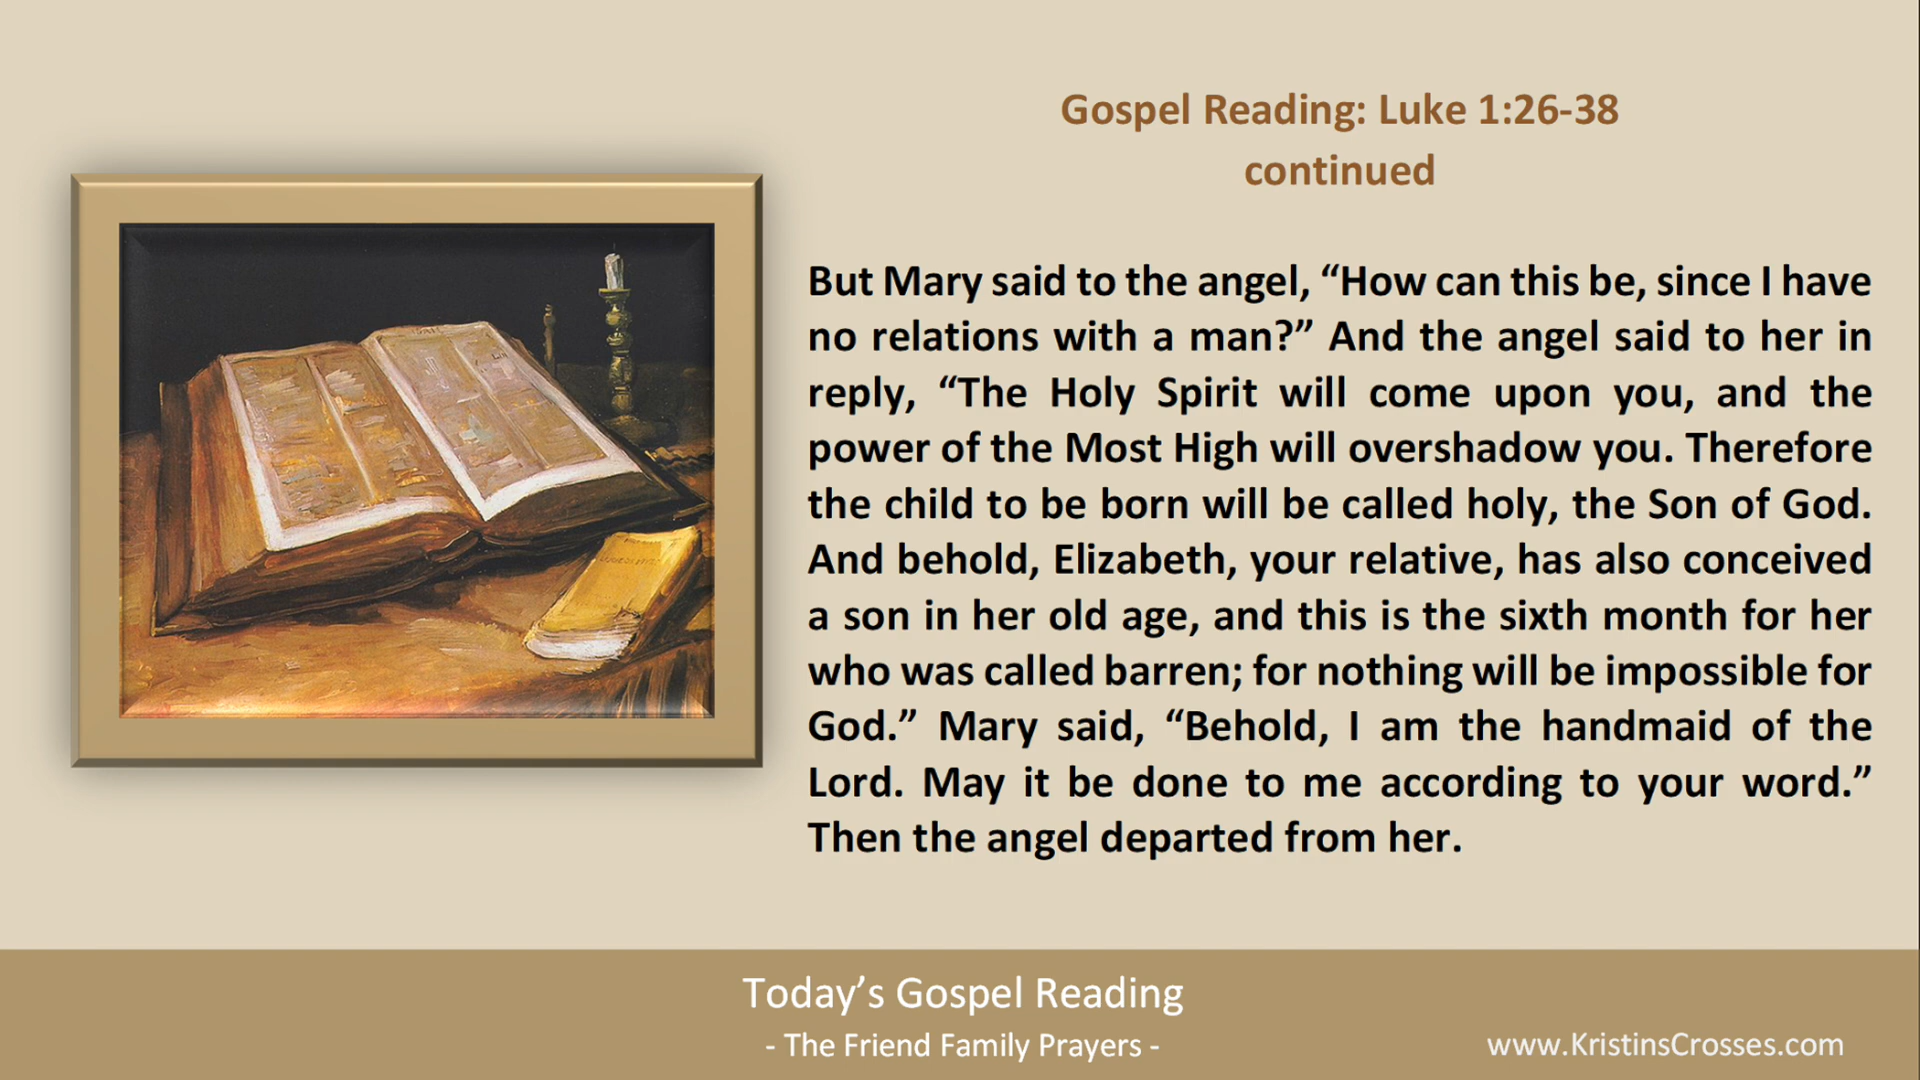 Gospel Reading: Luke 1:26-38
continued
But Mary said to the angel, “How can this be, since I have
no relations with a man?” And the angel said to her in
reply, “The Holy Spirit will come upon you, and the
power of the Most High will overshadow you. Therefore
the child to be born will be called holy, the Son of God.
And behold, Elizabeth, your relative, has also conceived
a son in her old age, and this is the sixth month for her
who was called barren; for nothing will be impossible for
God.” Mary said, “Behold, I am the handmaid of the
Lord. May it be done to me according to your word.”
Then the angel departed from her.
Today’s Gospel Reading
- The Friend Family Prayers -
www.KristinsCrosses.com